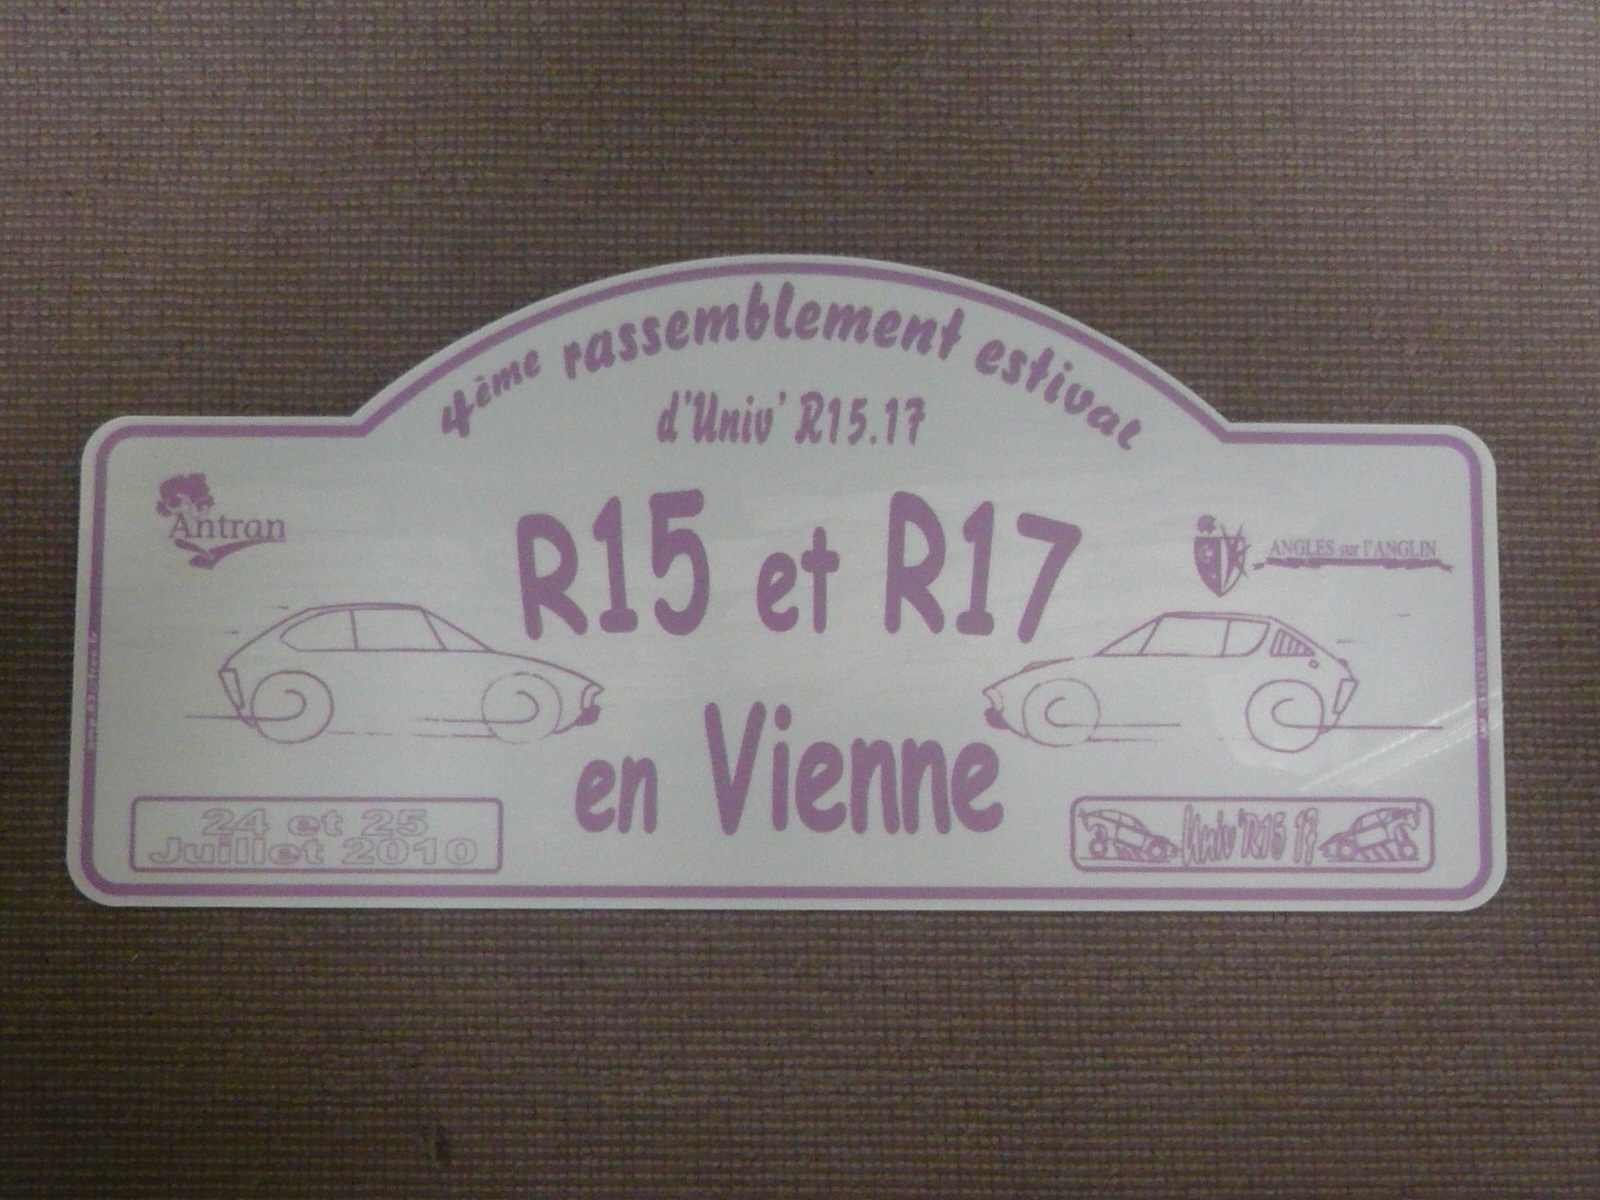 4ème rassemblement estival
d'Univ' R15.17
Antran
R15 et R17
ANGLES sur l'ANGLIN
en Vienne
24 et 25
Juillet 2010
Univ'R15 17